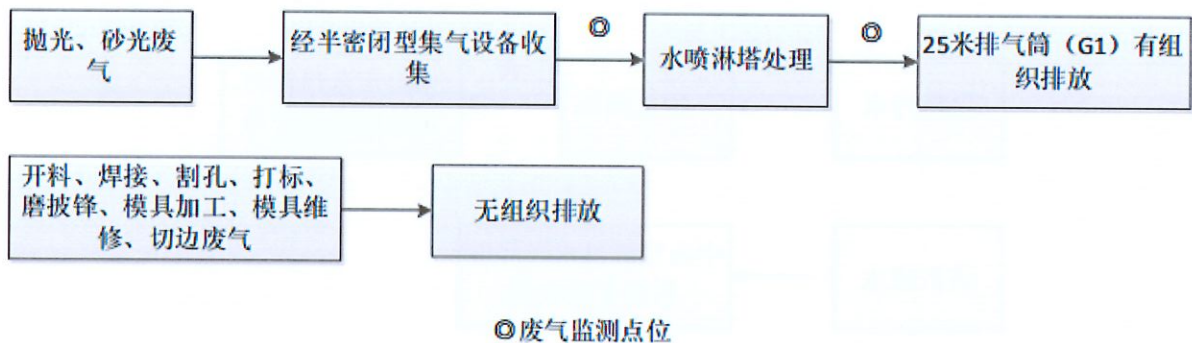 抛光、砂光废
气
经半密闭型集气设备收
集
◎
水喷淋塔处理
◎
25米排气筒（G1）有组
织排放
开料、焊接、割孔、打标、
磨披锋、模具加工、模具维
修、切边废气
无组织排放
◎废气监测点位